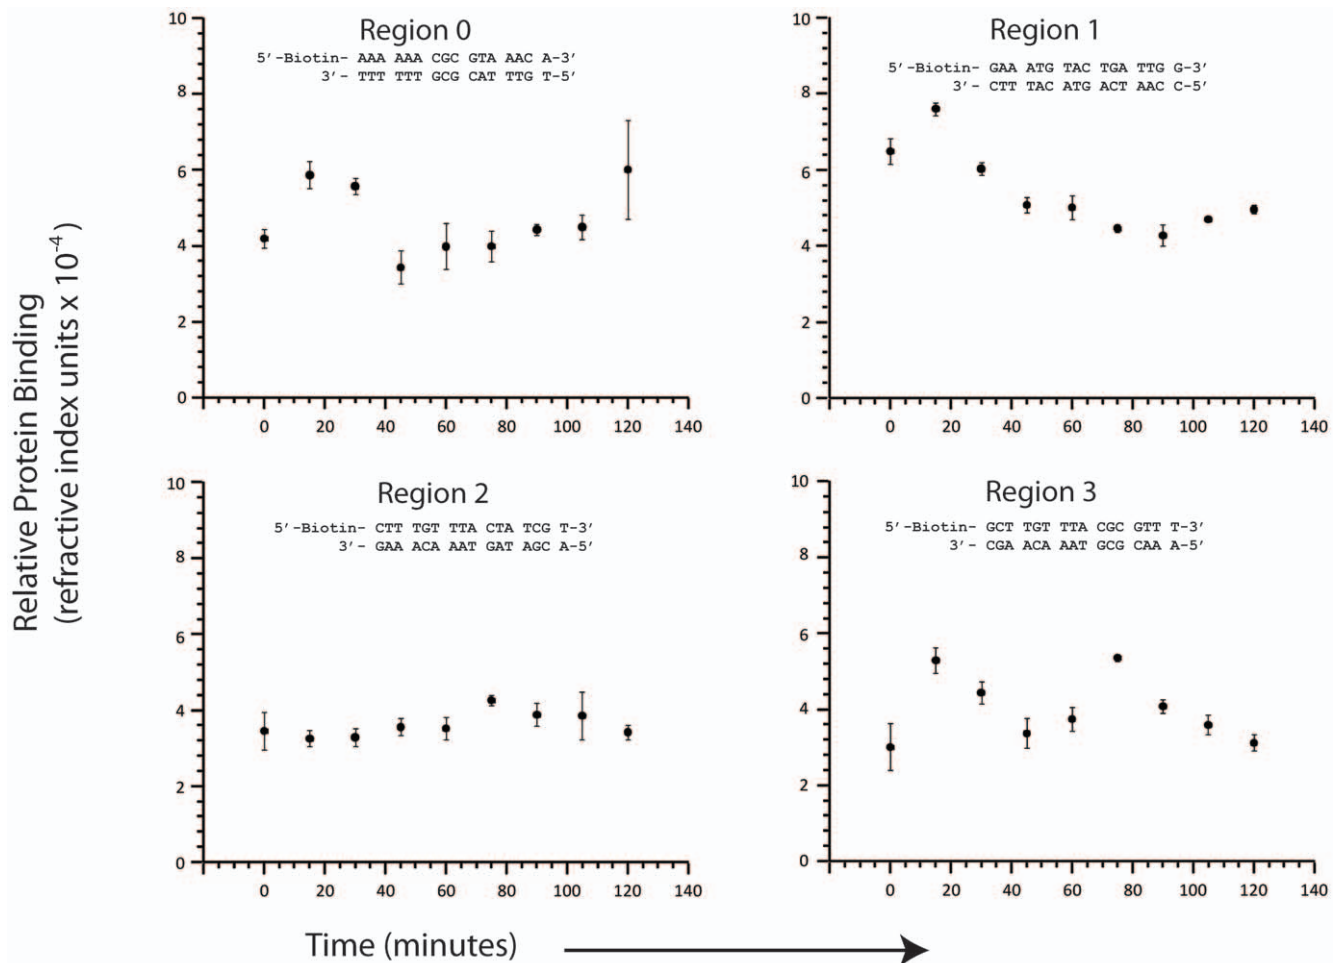 Relative Protein Binding
(refractive index units x 10-4)
Region 0
5′-Biotin- AAA AAA CGC GTA AAC A-3′
3′- TTT TTT GCG CAT TTG T-5′
10
8
6
4
2
0
0 20 40 60 80 100 120 140
Region 1
5′-Biotin- GAA ATG TAC TGA TTG G-3′
3′- CTT TAC ATG ACT AAC C-5′
10
8
6
4
2
0
0 20 40 60 80 100 120 140
Region 2
5′-Biotin- CTT TGT TTA CTA TCG T-3′
3′- GAA ACA AAT GAT AGC A-5′
10
8
6
4
2
0
0 20 40 60 80 100 120 140
Region 3
5′-Biotin- GCT TGT TTA CGC GTT T-3′
3′- CGA ACA AAT GCG CAA A-5′
10
8
6
4
2
0
0 20 40 60 80 100 120 140
Time (minutes)